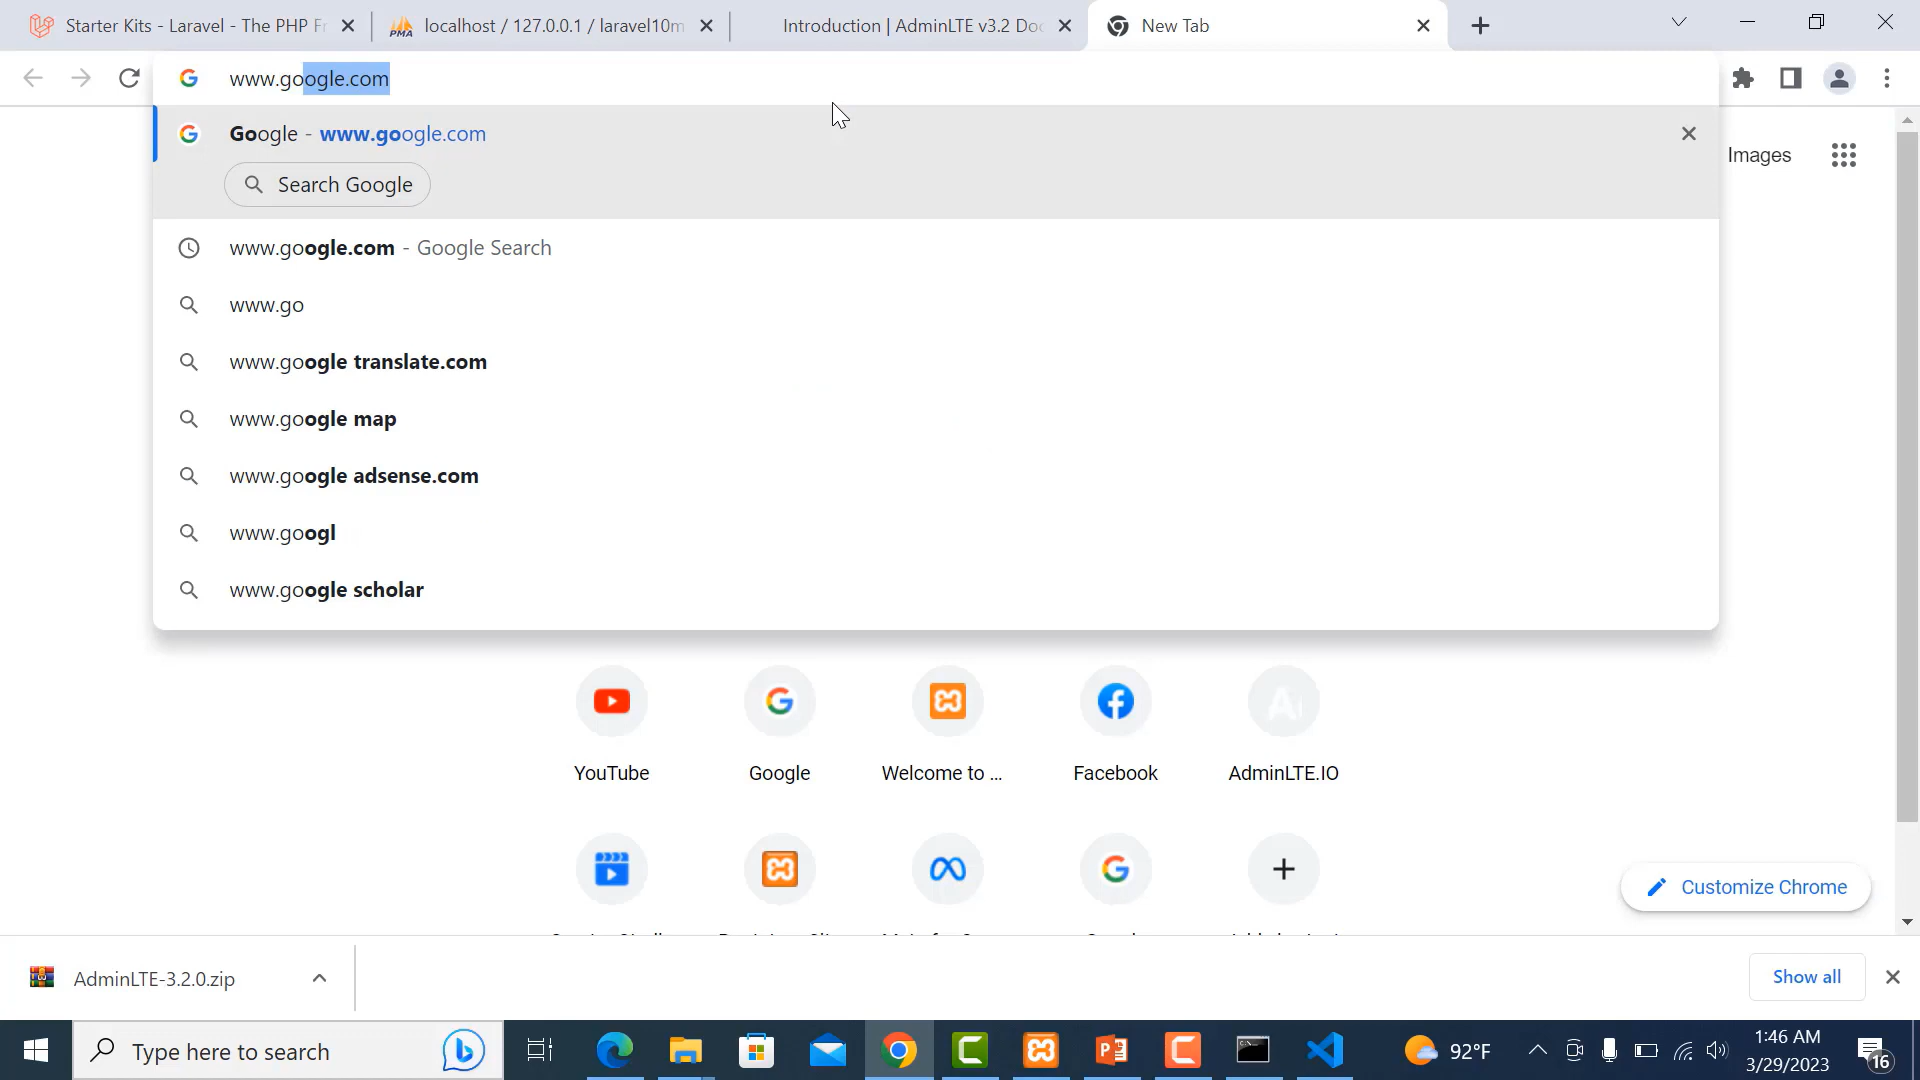 Starter Kits - Laravel - The PHP Fr
localhost / 127.0.0.1 / laravel10m
Introduction | AdminLTE v3.2 Doc
New Tab
www.google.com
Google - www.google.com
Search Google
Images
www.google.com - Google Search
www.go
www.google translate.com
www.google map
www.google adsense.com
www.googl
www.google scholar
YouTube
Google
Welcome to ...
Facebook
AdminLTE.IO
Customize Chrome
AdminLTE-3.2.0.zip
Show all
Type here to search
92°F
1:46 AM
3/29/2023
16